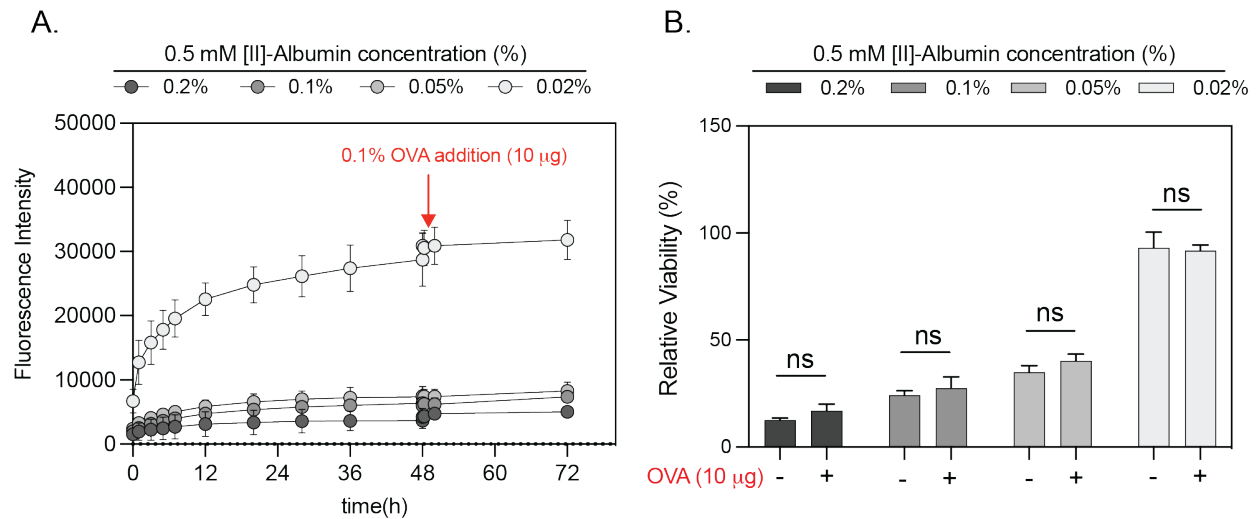 A.
0.5 mM [II]-Albumin concentration (%)
0.2% 0.1% 0.05% 0.02%
50000
0.1% OVA addition (10 μg)
40000
30000
20000
10000
0
Fluorescence Intensity
0 12 24 36 48 60 72
time(h)
B.
0.5 mM [II]-Albumin concentration (%)
0.2% 0.1% 0.05% 0.02%
150
100
50
0
Relative Viability (%)
ns
ns
ns
ns
OVA (10 μg) - + - + - + - +